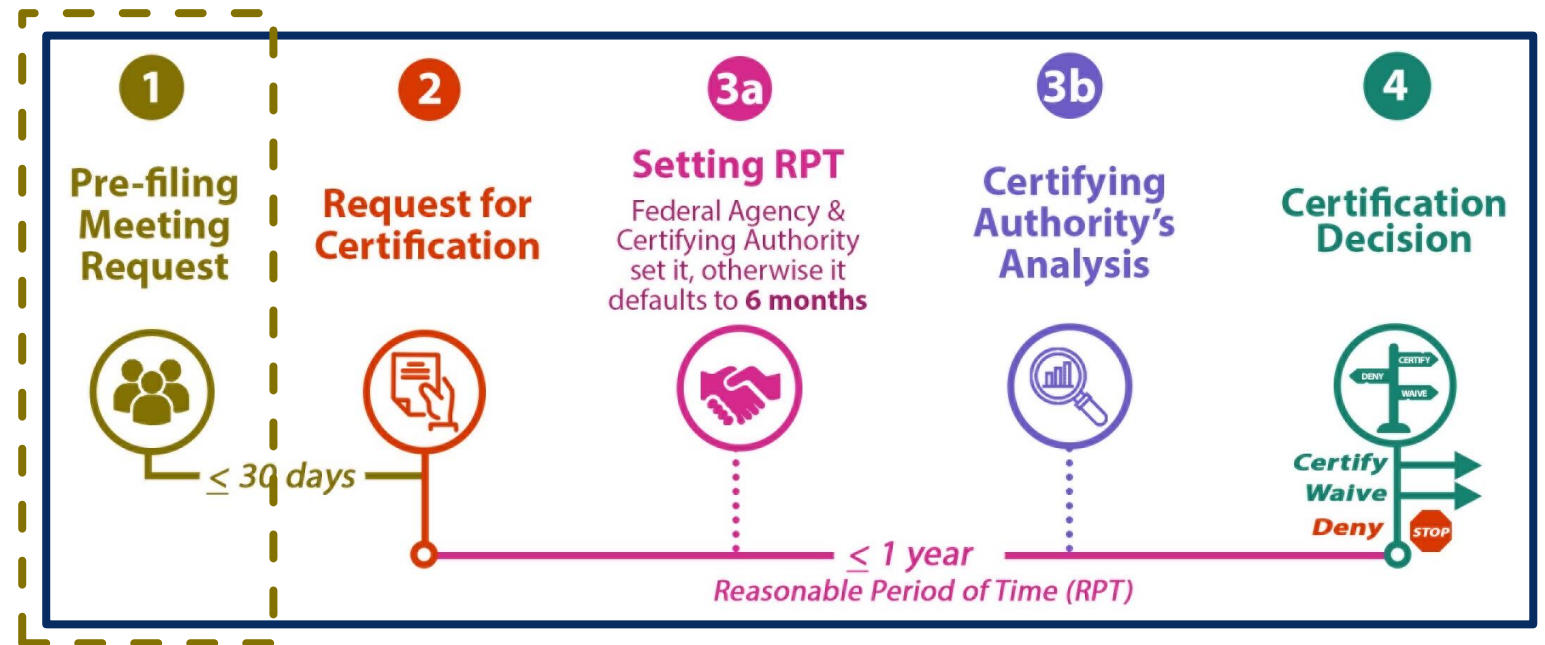 1
Pre-filing
Meeting
Request
≤ 30 days
2
Request for
Certification
3a
Setting RPT
Federal Agency &
Certifying Authority
set it, otherwise it
defaults to 6 months
3b
Certifying
Authority’s
Analysis
4
Certification
Decision
CERTIFY
DENY
WAIVE
Certify
Waive
Deny
STOP
≤ 1 year
Reasonable Period of Time (RPT)